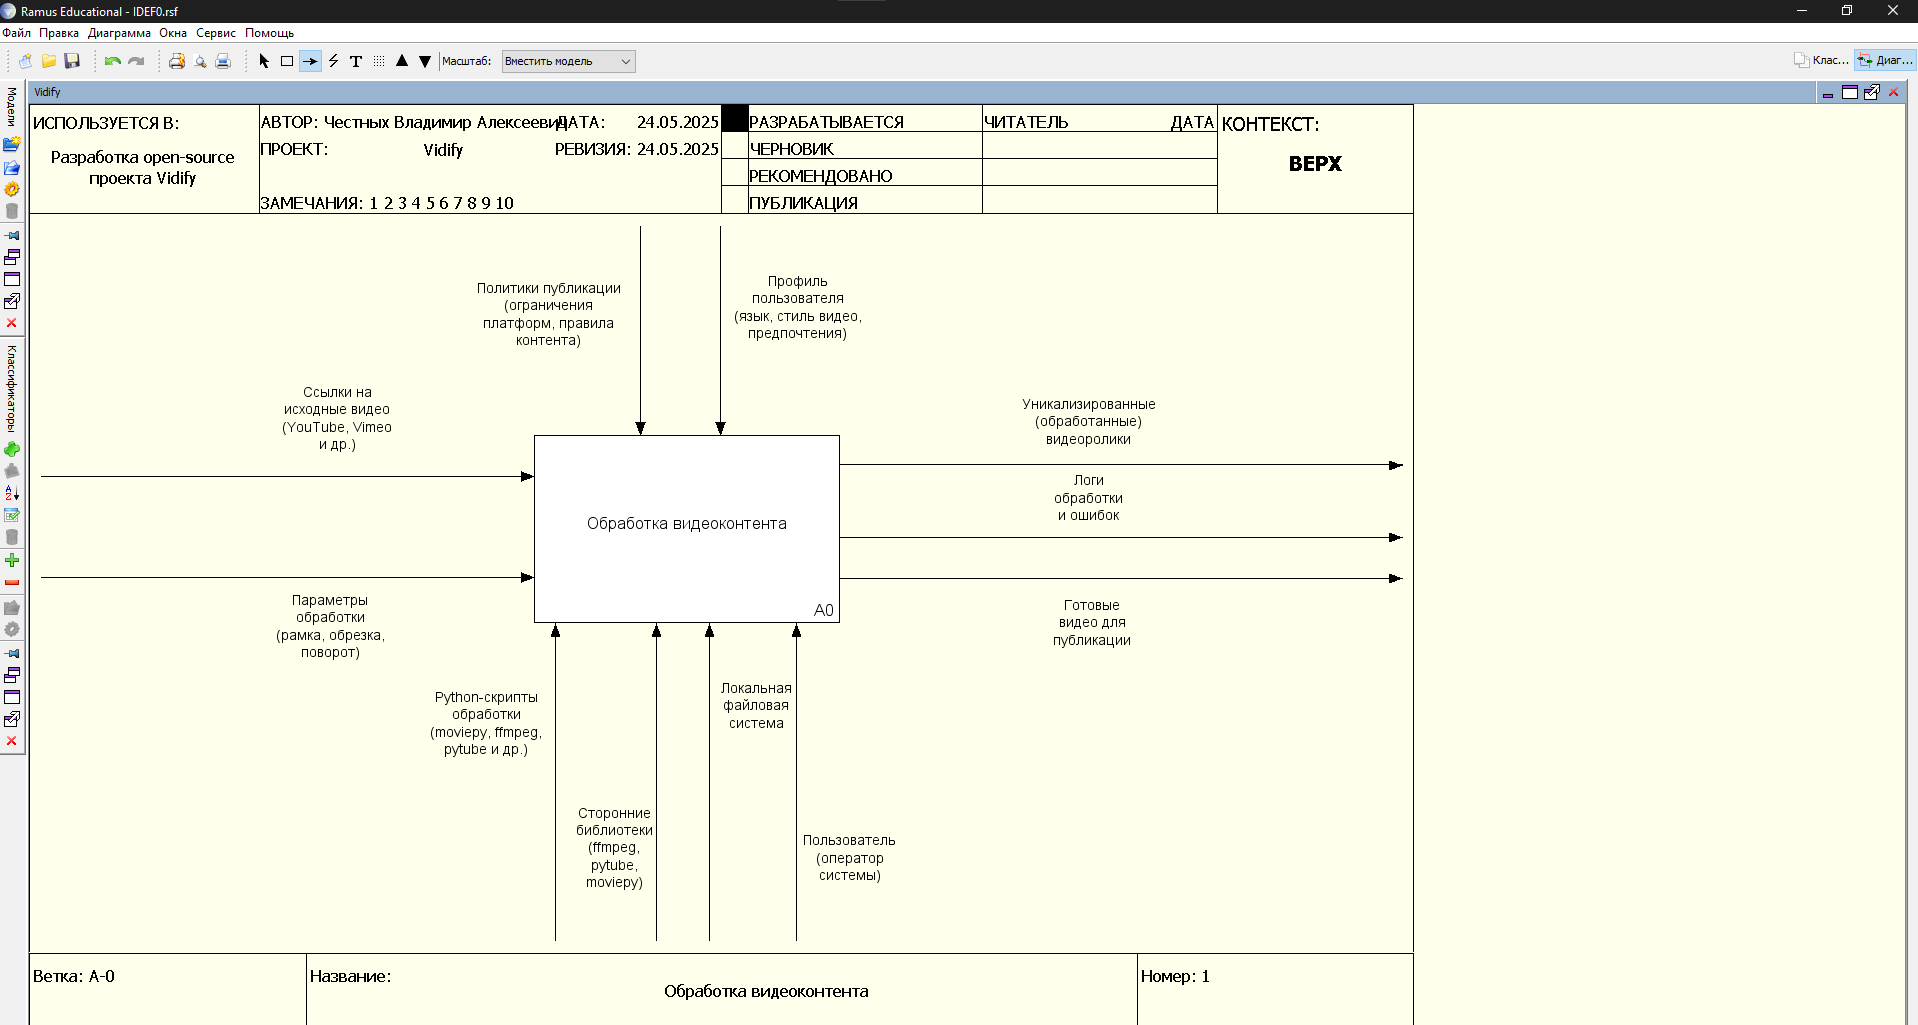 Ramus Educational - IDEF0.rsf
Файл Правка Диаграмма Окна Сервис Помощь
Масштаб: Вместить модель
Клас... Диаг...
Модели
Классификаторы
Vidify
ИСПОЛЬЗУЕТСЯ В:
Разработка open-source
проекта Vidify
АВТОР: Честных Владимир Алексеевич
ДАТА: 24.05.2025
ПРОЕКТ: Vidify
РЕВИЗИЯ: 24.05.2025
ЗАМЕЧАНИЯ: 1 2 3 4 5 6 7 8 9 10
РАЗРАБАТЫВАЕТСЯ
ЧЕРНОВИК
РЕКОМЕНДОВАНО
ПУБЛИКАЦИЯ
ЧИТАТЕЛЬ ДАТА
КОНТЕКСТ:
ВЕРХ
Политики публикации
(ограничения
платформ, правила
контента)
Профиль
пользователя
(язык, стиль видео,
предпочтения)
Ссылки на
исходные видео
(YouTube, Vimeo
и др.)
Уникализированные
(обработанные)
видеоролики
Логи
обработки
и ошибок
Обработка видеоконтента
A0
Параметры
обработки
(рамка, обрезка,
поворот)
Готовые
видео для
публикации
Python-скрипты
обработки
(moviepy, ffmpeg,
pytube и др.)
Локальная
файловая
система
Сторонние
библиотеки
(ffmpeg,
pytube,
moviepy)
Пользователь
(оператор
системы)
Ветка: A-0
Название:
Обработка видеоконтента
Номер: 1